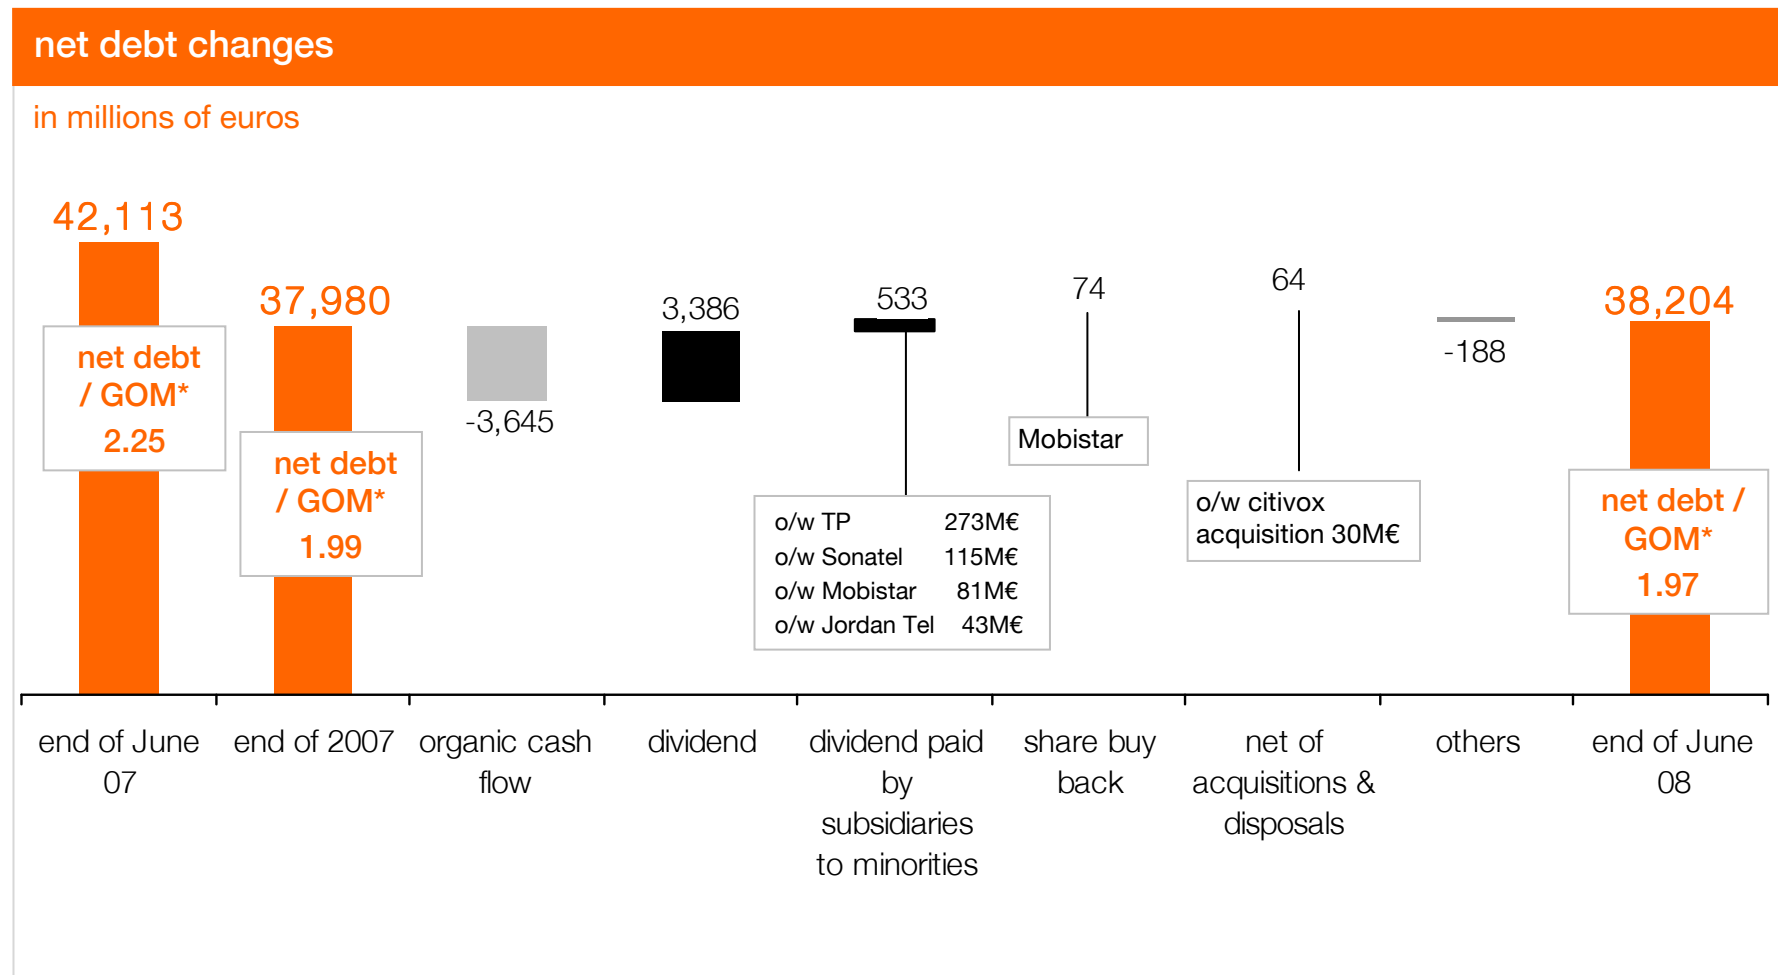 net debt changes
in millions of euros
42,113
37,980
3,386
533
74
64
38,204
-3,645
-188
net debt
/ GOM*
2.25
net debt
/ GOM*
1.99
Mobistar
o/w TP 273M€
o/w Sonatel 115M€
o/w Mobistar 81M€
o/w Jordan Tel 43M€
o/w citivox
acquisition 30M€
net debt /
GOM*
1.97
end of June
07
end of 2007
organic cash
flow
dividend
dividend paid
by
subsidiaries
to minorities
share buy
back
net of
acquisitions &
disposals
others
end of June
08